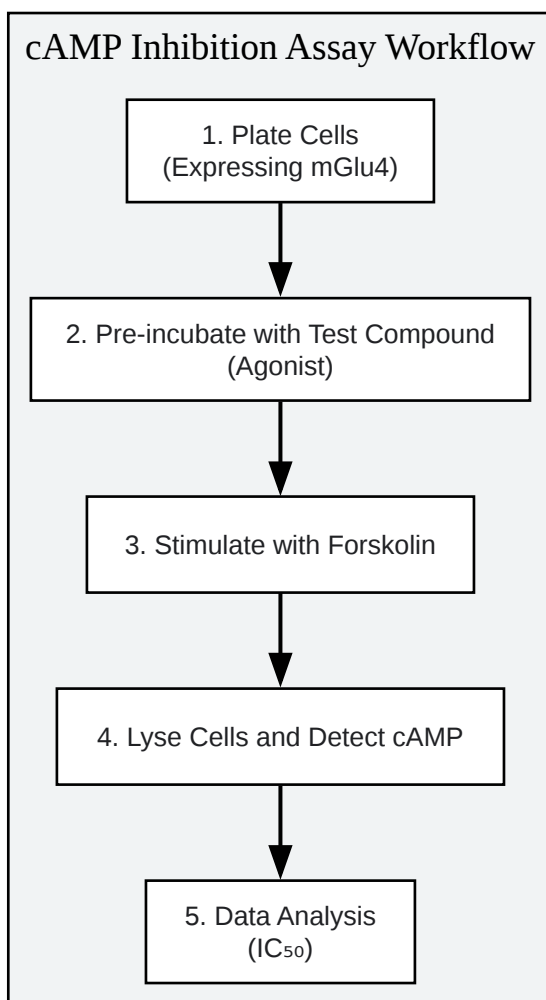 cAMP Inhibition Assay Workflow
1. Plate Cells
(Expressing mGlu4)
2. Pre-incubate with Test Compound
(Agonist)
3. Stimulate with Forskolin
4. Lyse Cells and Detect cAMP
5. Data Analysis
(IC₅₀)